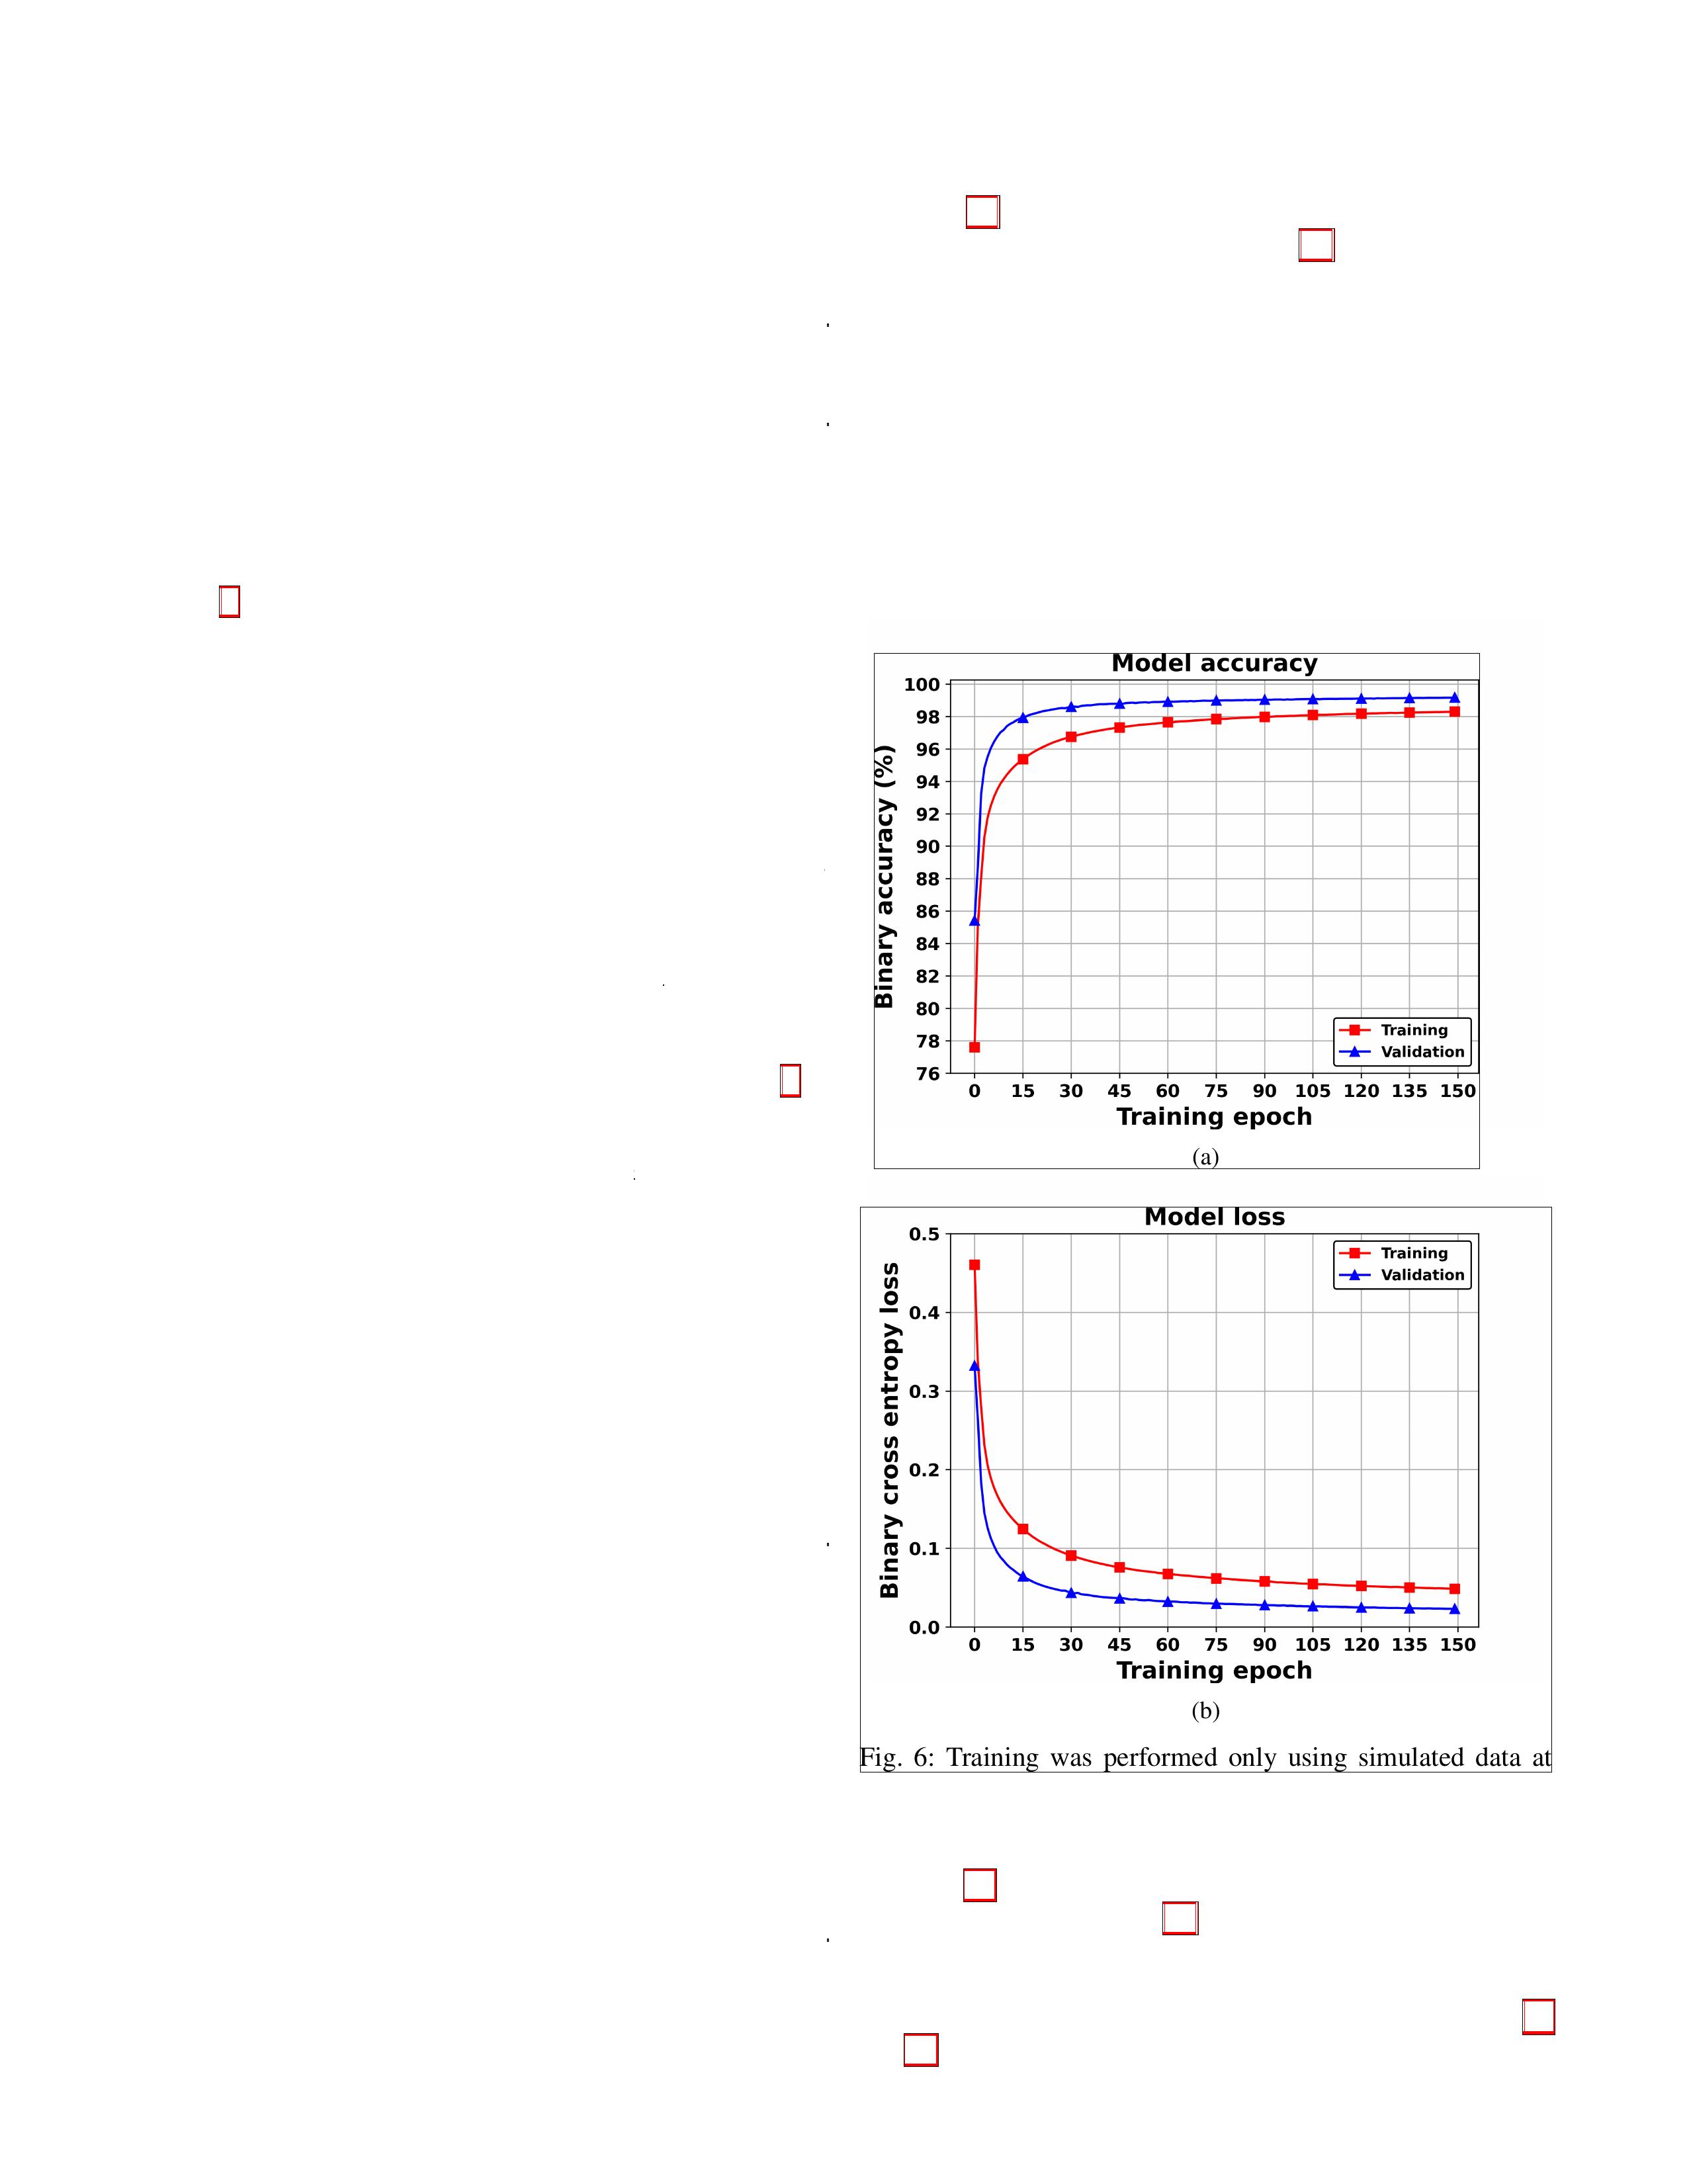 Model accuracy
100
98
96
94
92
90
88
86
84
82
80
78
76
Binary accuracy (%)
Training
Validation
0 15 30 45 60 75 90 105 120 135 150
Training epoch
(a)
Model loss
0.5
0.4
0.3
0.2
0.1
0.0
Binary cross entropy loss
Training
Validation
0 15 30 45 60 75 90 105 120 135 150
Training epoch
(b)
Fig. 6: Training was performed only using simulated data at